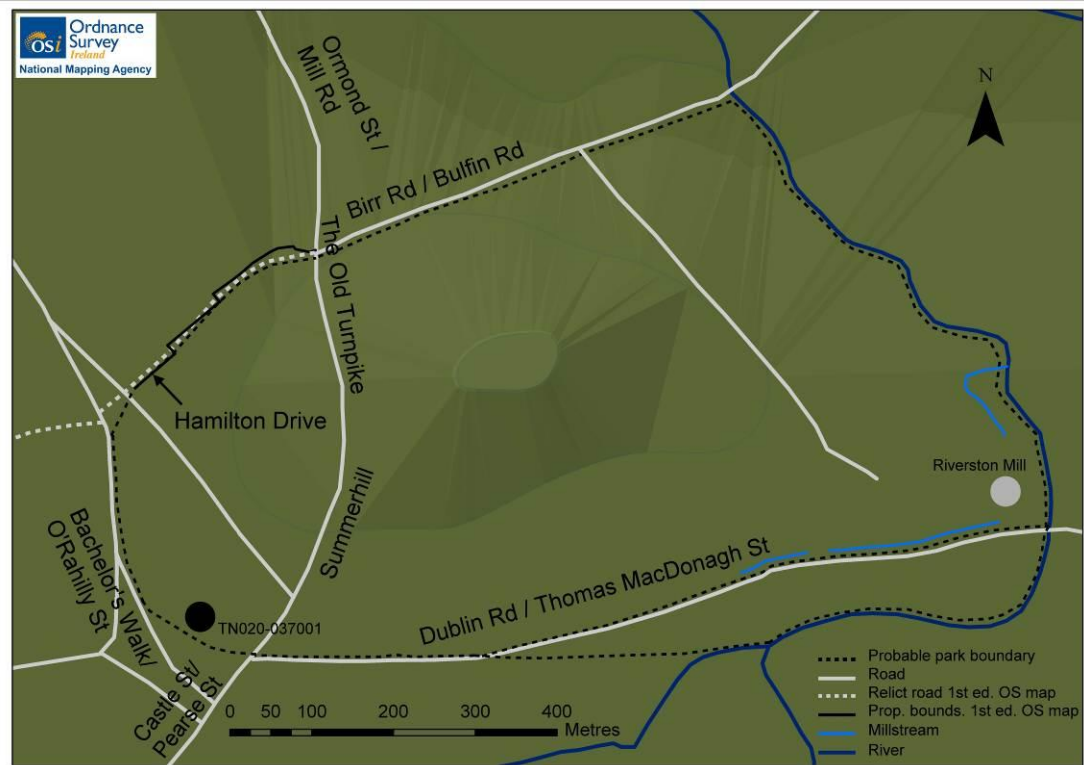 OSi
Ordnance
Survey
Ireland
National Mapping Agency
Ormond St /
Mill Rd
N
Birr Rd / Bulfin Rd
The Old Turnpike
Hamilton Drive
Summerhill
Riverston Mill
Bachelor's Walk/
O'Rahilly St
TN020-037001
Dublin Rd / Thomas MacDonagh St
Castle St/
Pearse St
0 50 100 200 300 400
Metres
Probable park boundary
Road
Relict road 1st ed. OS map
Prop. bounds. 1st ed. OS map
Millstream
River